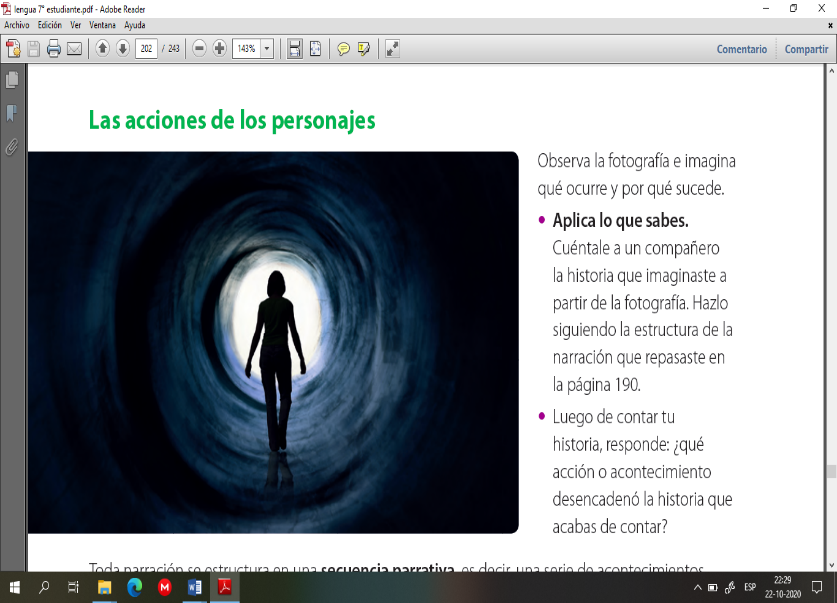 lengua 7° estudiante.pdf - Adobe Reader
Archivo Edición Ver Ventana Ayuda
202 / 243 143% Comentario Compartir
Las acciones de los personajes
Observa la fotografía e imagina
qué ocurre y por qué sucede.
• Aplica lo que sabes.
Cuéntale a un compañero
la historia que imaginaste a
partir de la fotografía. Hazlo
siguiendo la estructura de la
narración que repasaste en
la página 190.
• Luego de contar tu
historia, responde: ¿qué
acción o acontecimiento
desencadenó la historia que
acabas de contar?
Toda narración se estructura en una secuencia narrativa, es decir, una serie de acontecimientos
ESP
22:29
22-10-2020